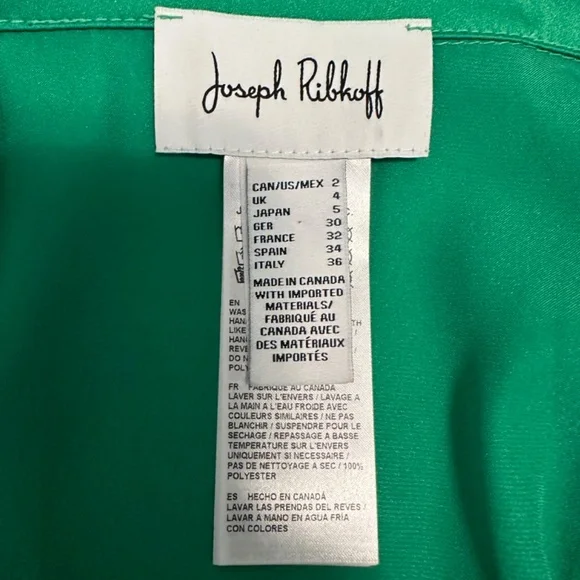 Joseph Ribkoff
CAN/US/MEX 2
UK 4
JAPAN 5
GER 30
FRANCE 32
SPAIN 34
ITALY 36
MADE IN CANADA
WITH IMPORTED
MATERIALS/
FABRIQUÉ AU
CANADA AVEC
DES MATÉRIAUX
IMPORTÉS
EN
FR FABRIQUE AU CANADA
LAVER SUR L'ENVERS / LAVAGE A
LA MAIN A L'EAU FROIDE AVEC
COULEURS SIMILAIRES / NE PAS
BLANCHIR / SUSPENDRE POUR LE
SECHAGE / REPASSAGE A BASSE
TEMPERATURE SUR L'ENVERS
UNIQUEMENT SI NECESSAIRE /
PAS DE NETTOYAGE A SEC / 100%
POLYESTER
ES HECHO EN CANADÁ
LAVAR LAS PRENDAS DEL REVÉS /
LAVAR A MANO EN AGUA FRÍA
CON COLORES